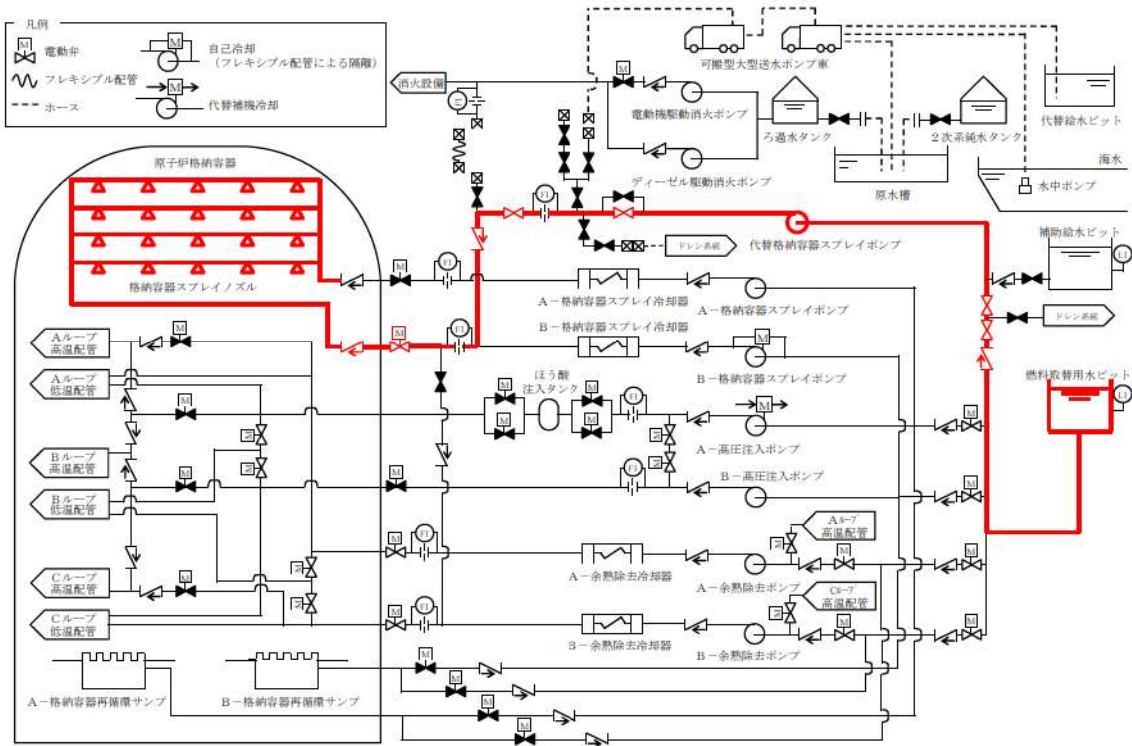 凡例
M
電動弁
フレキシブル配管
ホース
M
自己冷却
(フレキシブル配管による隔離)
M
代替補機冷却
消火設備
FI
M
電動機駆動消火ポンプ
ディーゼル駆動消火ポンプ
可搬型大型送水ポンプ車
ろ過水タンク
2次系純水タンク
原水槽
代替給水ピット
海水
水中ポンプ
原子炉格納容器
格納容器スプレイノズル
FI
代替格納容器スプレイポンプ
ドレン系統
補助給水ピット
LI
ドレン系統
燃料取替用水ピット
LI
M
FI
A-格納容器スプレイ冷却器
A-格納容器スプレイポンプ
M
FI
B-格納容器スプレイ冷却器
M
B-格納容器スプレイポンプ
Aループ
高温配管
M
Aループ
低温配管
M
M
M
ほう酸
注入タンク
M
M
FI
M
A-高圧注入ポンプ
M
M
M
Bループ
高温配管
M
M
Bループ
低温配管
M
M
FI
B-高圧注入ポンプ
M
M
FI
A-余熱除去冷却器
A-余熱除去ポンプ
Aループ
高温配管
M
M
M
Cループ
高温配管
M
M
M
Cループ
低温配管
M
FI
B-余熱除去冷却器
B-余熱除去ポンプ
Cループ
高温配管
M
M
M
A-格納容器再循環サンプ
B-格納容器再循環サンプ
M
M
M
M